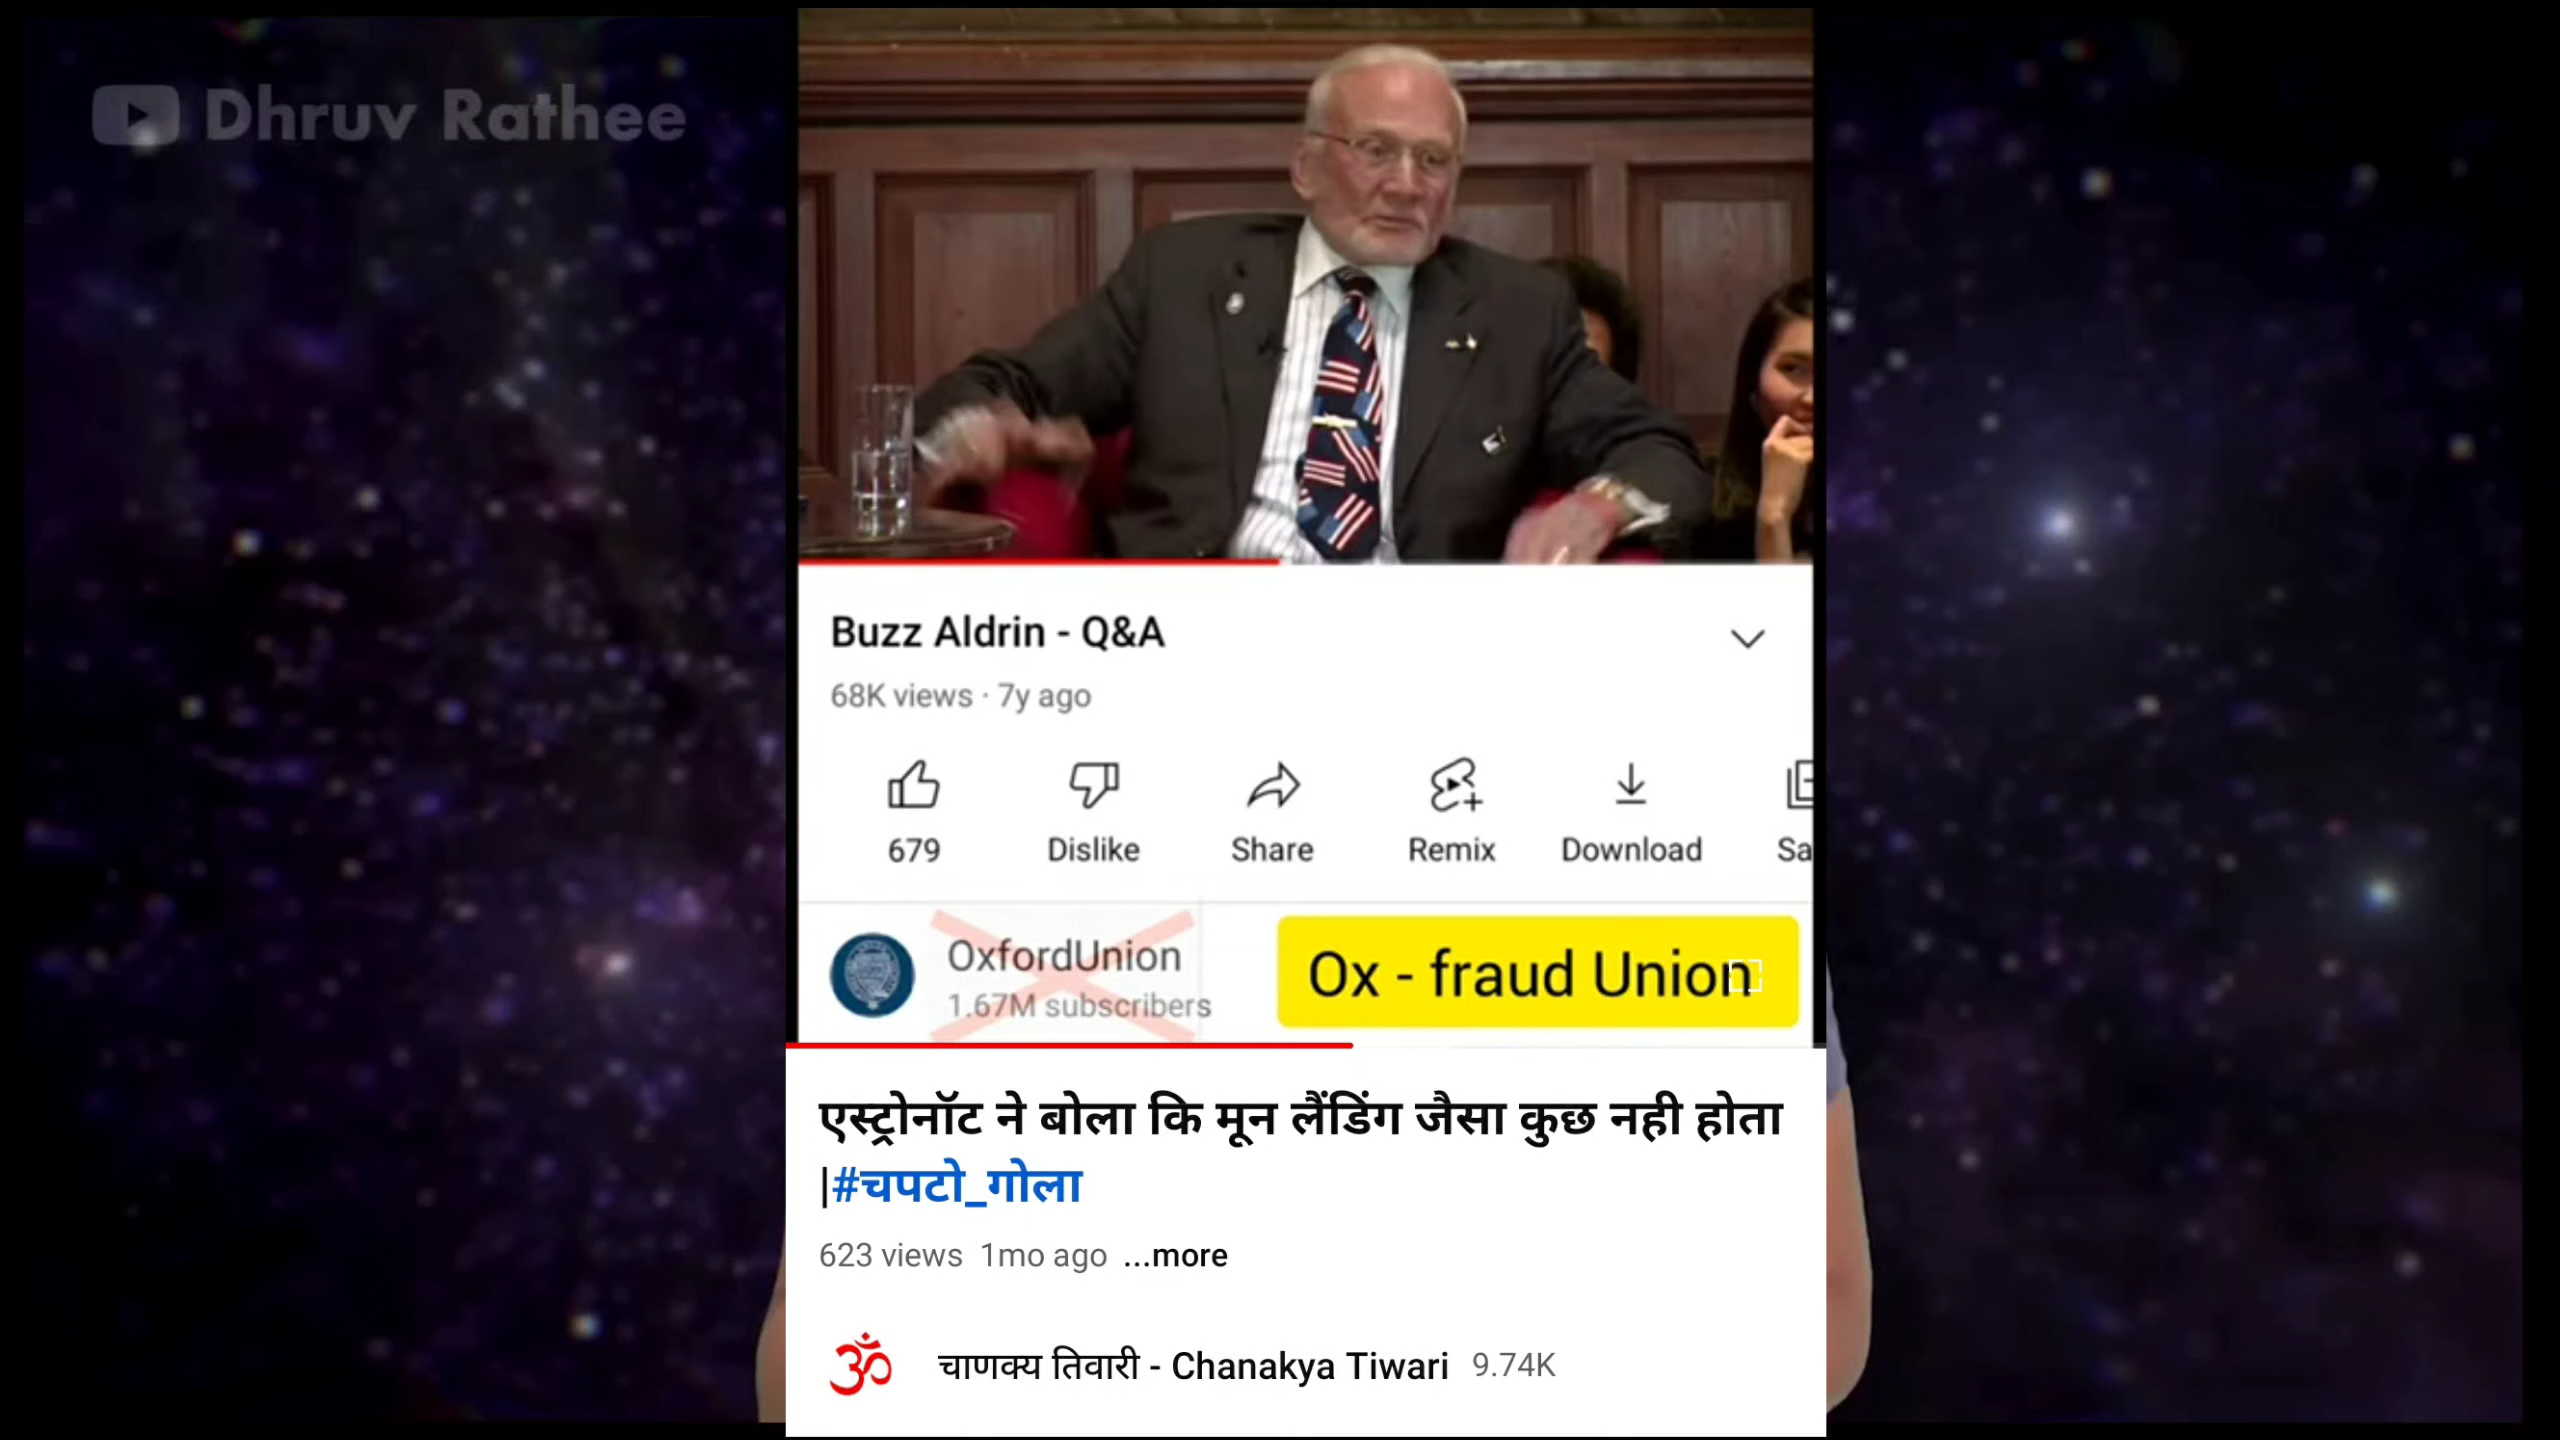 Dhruv Rathee
Buzz Aldrin - Q&A
68K views · 7y ago
679 Dislike Share Remix Download Sa
OxfordUnion
1.67M subscribers
Ox - fraud Union
एस्ट्रोनॉट ने बोला कि मून लैंडिंग जैसा कुछ नही होता
|#चपटो_गोला
623 views 1mo ago ...more
ॐ चाणक्य तिवारी - Chanakya Tiwari 9.74K